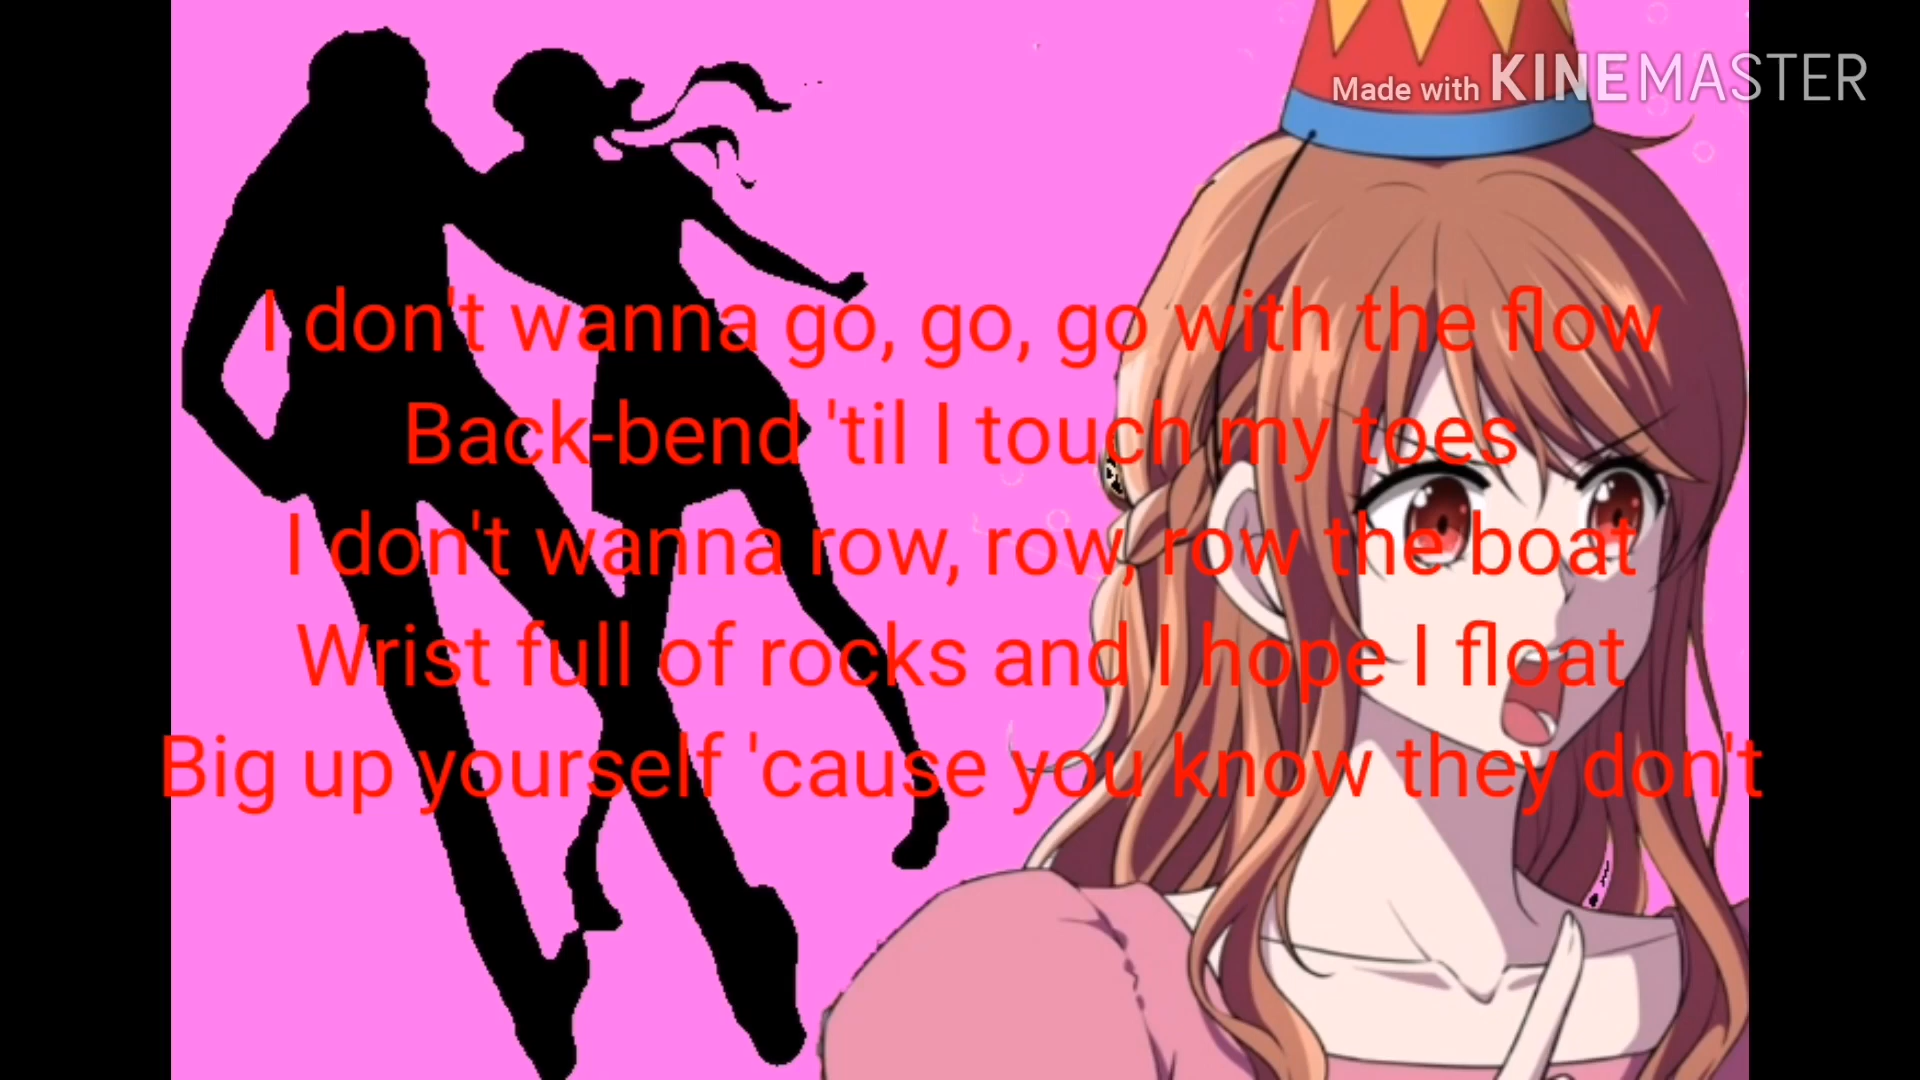 Made with KINEMASTER
I don't wanna go, go, go with the flow
Back-bend 'til I touch my toes
I don't wanna row, row, row the boat
Wrist full of rocks and I hope I float
Big up yourself 'cause you know they don't